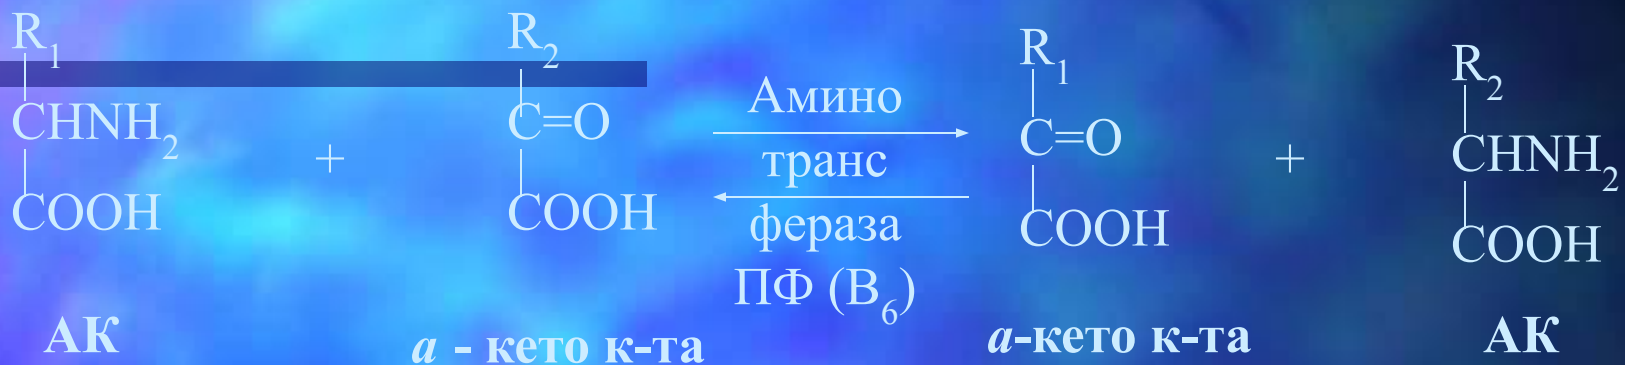 R₁ R₂ R₁ R₂
CHNH₂ + C=O Амино C=O + CHNH₂
транс
COOH COOH фераза COOH COOH
ПФ (B₆)
АК а - кето к-та а-кето к-та АК